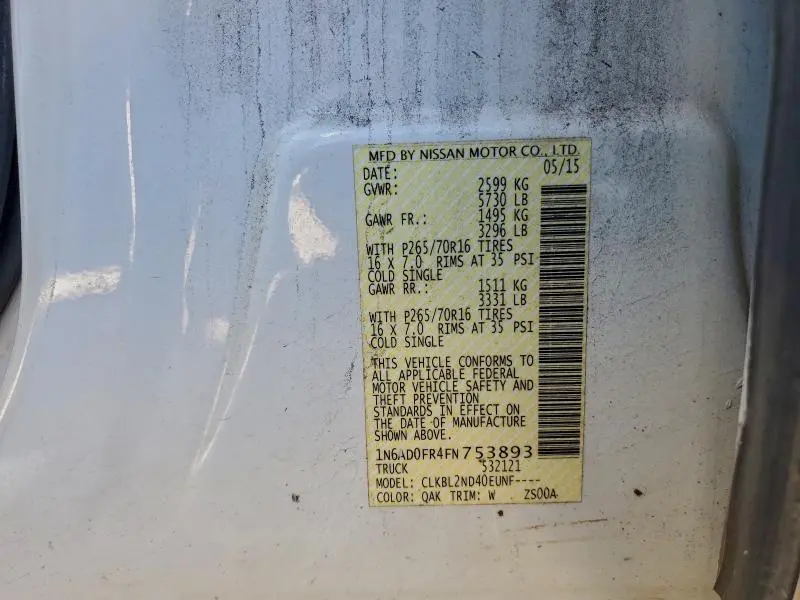 MFD BY NISSAN MOTOR CO., LTD.
DATE: 05/15
GVWR: 2599 KG
5730 LB
GAWR FR.: 1495 KG
3296 LB
WITH P265/70R16 TIRES
16 X 7.0 RIMS AT 35 PSI
COLD SINGLE
GAWR RR.: 1511 KG
3331 LB
WITH P265/70R16 TIRES
16 X 7.0 RIMS AT 35 PSI
COLD SINGLE
THIS VEHICLE CONFORMS TO
ALL APPLICABLE FEDERAL
MOTOR VEHICLE SAFETY AND
THEFT PREVENTION
STANDARDS IN EFFECT ON
THE DATE OF MANUFACTURE
SHOWN ABOVE.
1N6AD0FR4FN753893
TRUCK 532121
MODEL: CLKBL2ND40EUNF----
COLOR: QAK TRIM: W ZS00A